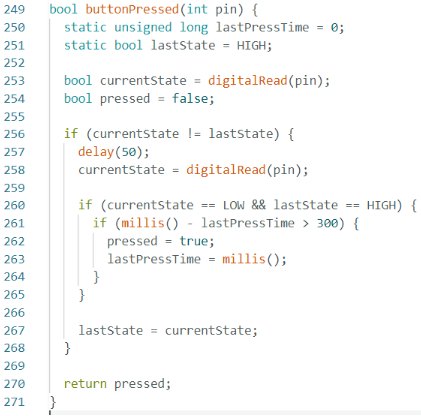 249 bool buttonPressed(int pin) {
250   static unsigned long lastPressTime = 0;
251   static bool lastState = HIGH;
252
253   bool currentState = digitalRead(pin);
254   bool pressed = false;
255
256   if (currentState != lastState) {
257     delay(50);
258     currentState = digitalRead(pin);
259
260     if (currentState == LOW && lastState == HIGH) {
261       if (millis() - lastPressTime > 300) {
262         pressed = true;
263         lastPressTime = millis();
264       }
265     }
266
267     lastState = currentState;
268   }
269
270   return pressed;
271 }